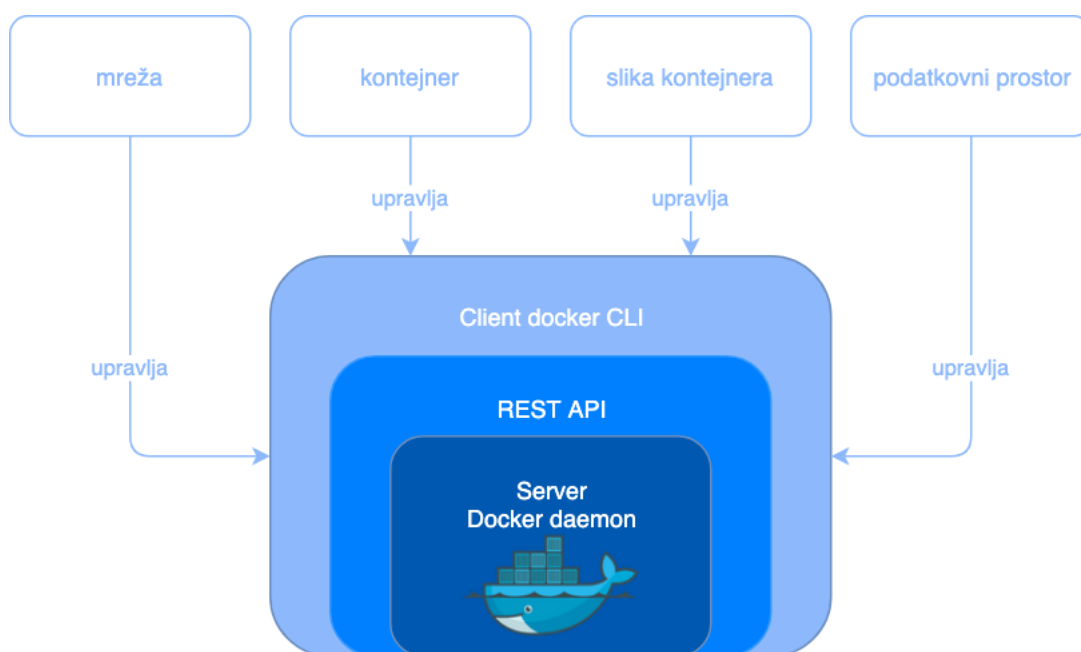 mreža
kontejner
slika kontejnera
podatkovni prostor
upravlja
upravlja
Client docker CLI
upravlja
upravlja
REST API
Server
Docker daemon